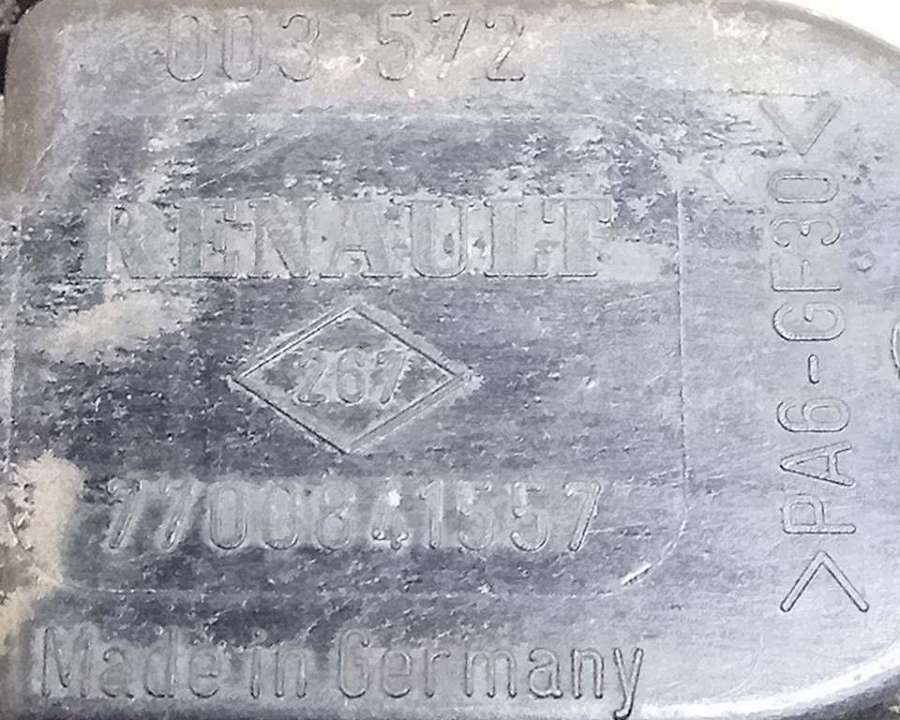 003 572
RENAULT
267
7700841557
Made in Germany
>PA6-GF30<